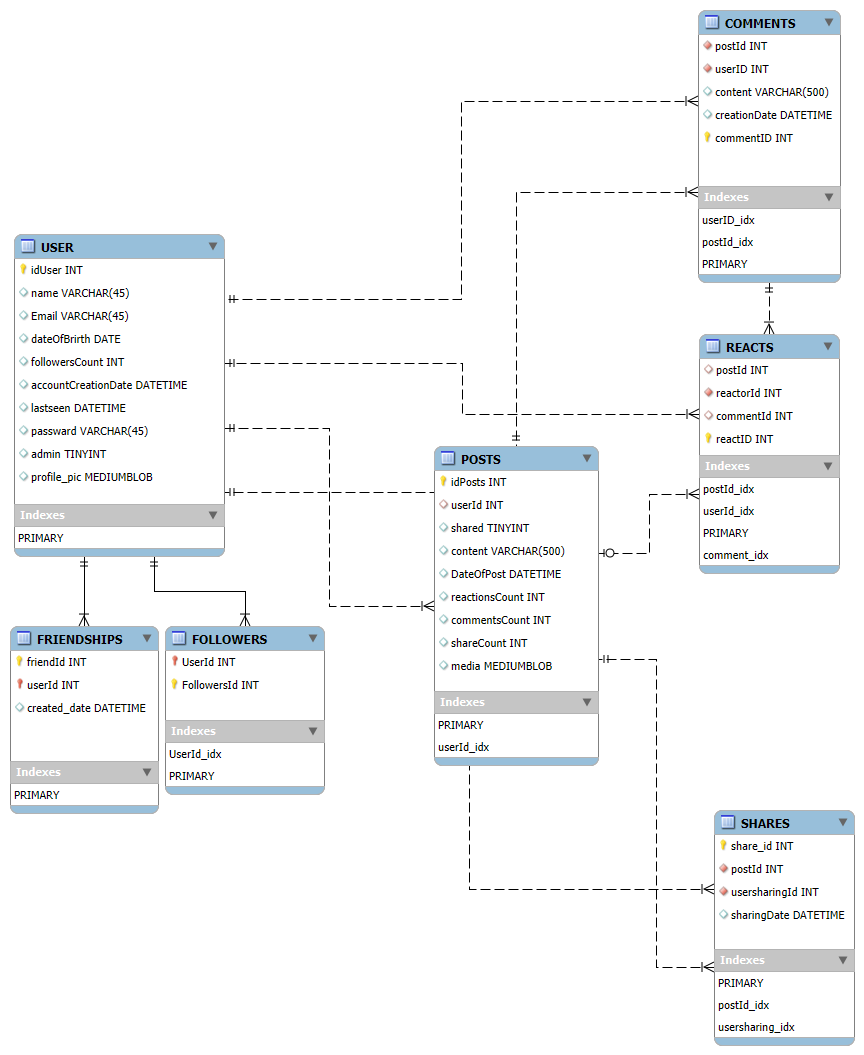 COMMENTS
postId INT
userID INT
content VARCHAR(500)
creationDate DATETIME
commentID INT
Indexes
userID_idx
postId_idx
PRIMARY
USER
idUser INT
name VARCHAR(45)
Email VARCHAR(45)
dateOfBrirth DATE
followersCount INT
accountCreationDate DATETIME
lastseen DATETIME
passward VARCHAR(45)
admin TINYINT
profile_pic MEDIUMBLOB
Indexes
PRIMARY
REACTS
postId INT
reactorId INT
commentId INT
reactID INT
Indexes
postId_idx
userId_idx
PRIMARY
comment_idx
POSTS
idPosts INT
userId INT
shared TINYINT
content VARCHAR(500)
DateOfPost DATETIME
reactionsCount INT
commentsCount INT
shareCount INT
media MEDIUMBLOB
Indexes
PRIMARY
userId_idx
FRIENDSHIPS
friendId INT
userId INT
created_date DATETIME
Indexes
PRIMARY
FOLLOWERS
UserId INT
FollowersId INT
Indexes
UserId_idx
PRIMARY
SHARES
share_id INT
postId INT
usersharingId INT
sharingDate DATETIME
Indexes
PRIMARY
postId_idx
usersharing_idx